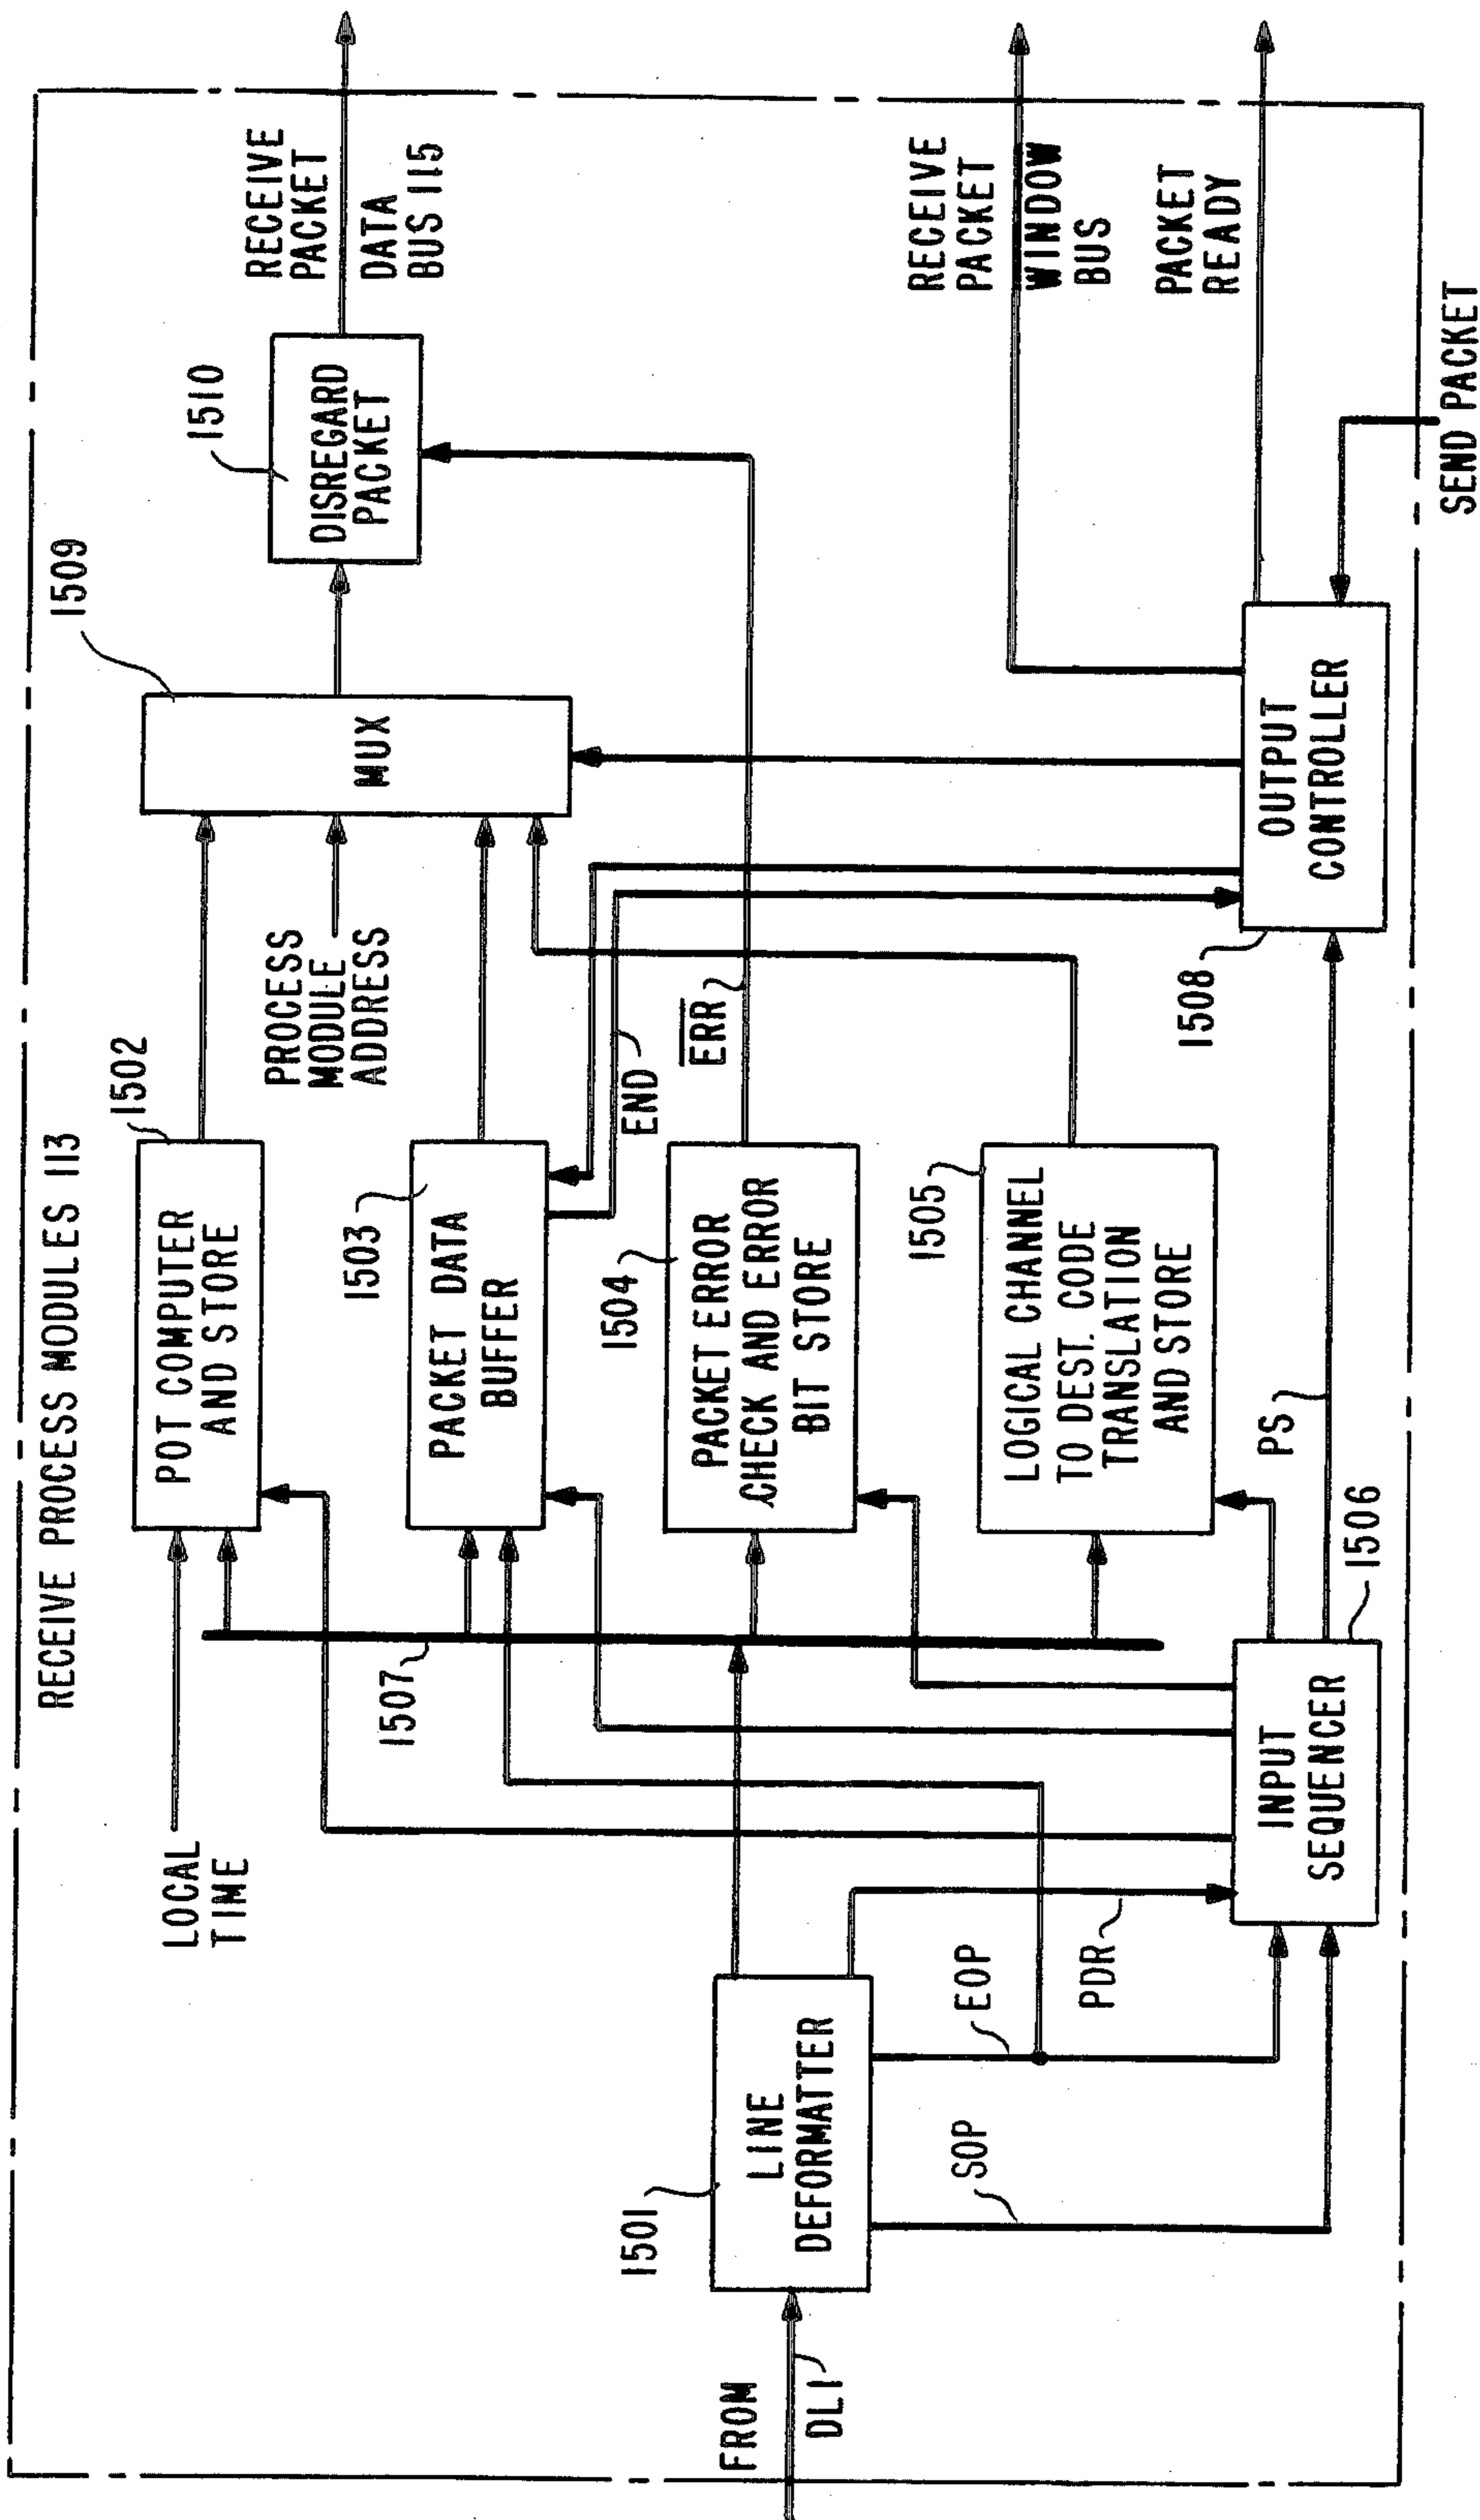 RECEIVE PROCESS MODULES 113
FROM
DLI
1501
LINE
DEFORMATTER
SOP
EOP
PDR
LOCAL
TIME
1507
INPUT
SEQUENCER
1506
PS
1502
POT COMPUTER
AND STORE
1503
PACKET DATA
BUFFER
1504
PACKET ERROR
CHECK AND ERROR
BIT STORE
1505
LOGICAL CHANNEL
TO DEST. CODE
TRANSLATION
AND STORE
PROCESS
MODULE
ADDRESS
END
ERR
1508
OUTPUT
CONTROLLER
1509
MUX
1510
DISREGARD
PACKET
RECEIVE
PACKET
DATA
BUS 115
RECEIVE
PACKET
WINDOW
BUS
PACKET
READY
SEND PACKET